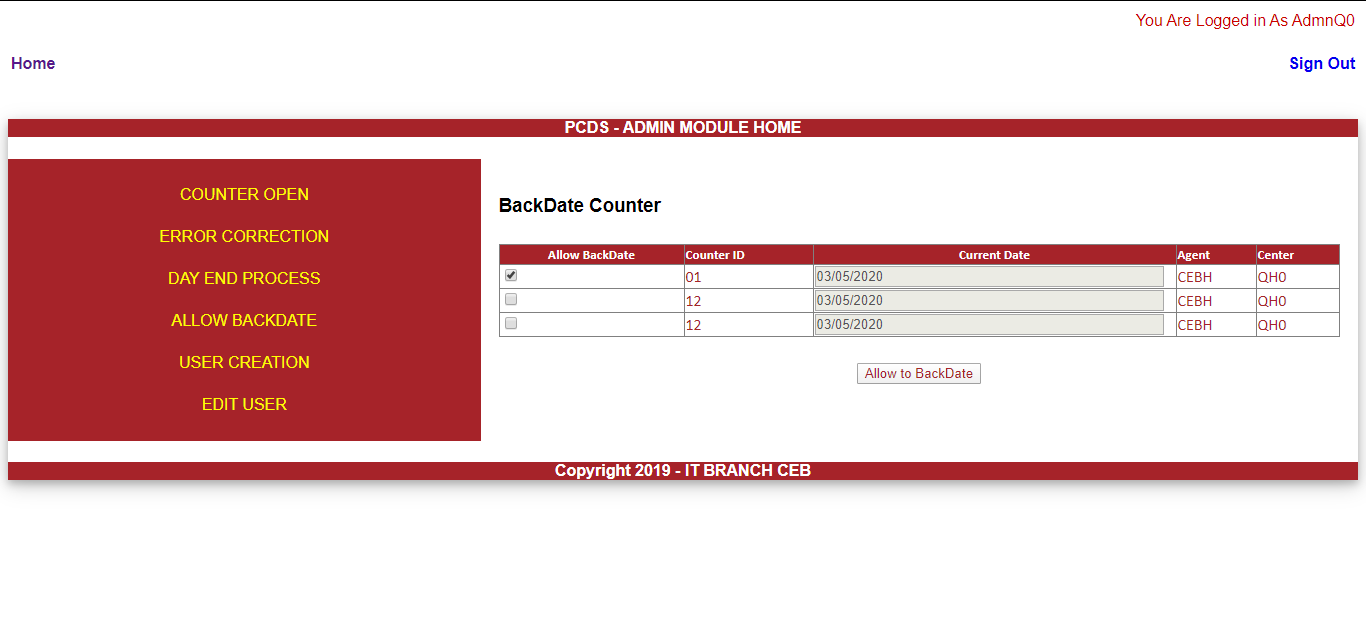 You Are Logged in As AdmnQ0
Home Sign Out
PCDS - ADMIN MODULE HOME
COUNTER OPEN
ERROR CORRECTION
DAY END PROCESS
ALLOW BACKDATE
USER CREATION
EDIT USER
BackDate Counter
Allow BackDate Counter ID Current Date Agent Center
01 03/05/2020 CEBH QH0
12 03/05/2020 CEBH QH0
12 03/05/2020 CEBH QH0
Allow to BackDate
Copyright 2019 - IT BRANCH CEB